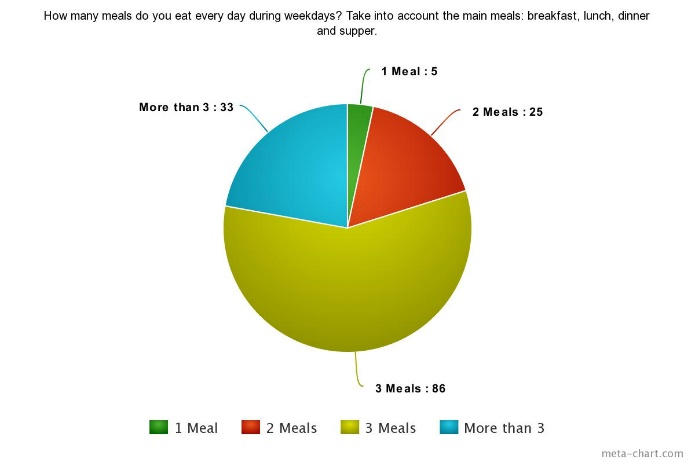 How many meals do you eat every day during weekdays? Take into account the main meals: breakfast, lunch, dinner
and supper.
1 Meal : 5
More than 3 : 33
2 Meals : 25
3 Meals : 86
1 Meal
2 Meals
3 Meals
More than 3
meta-chart.com